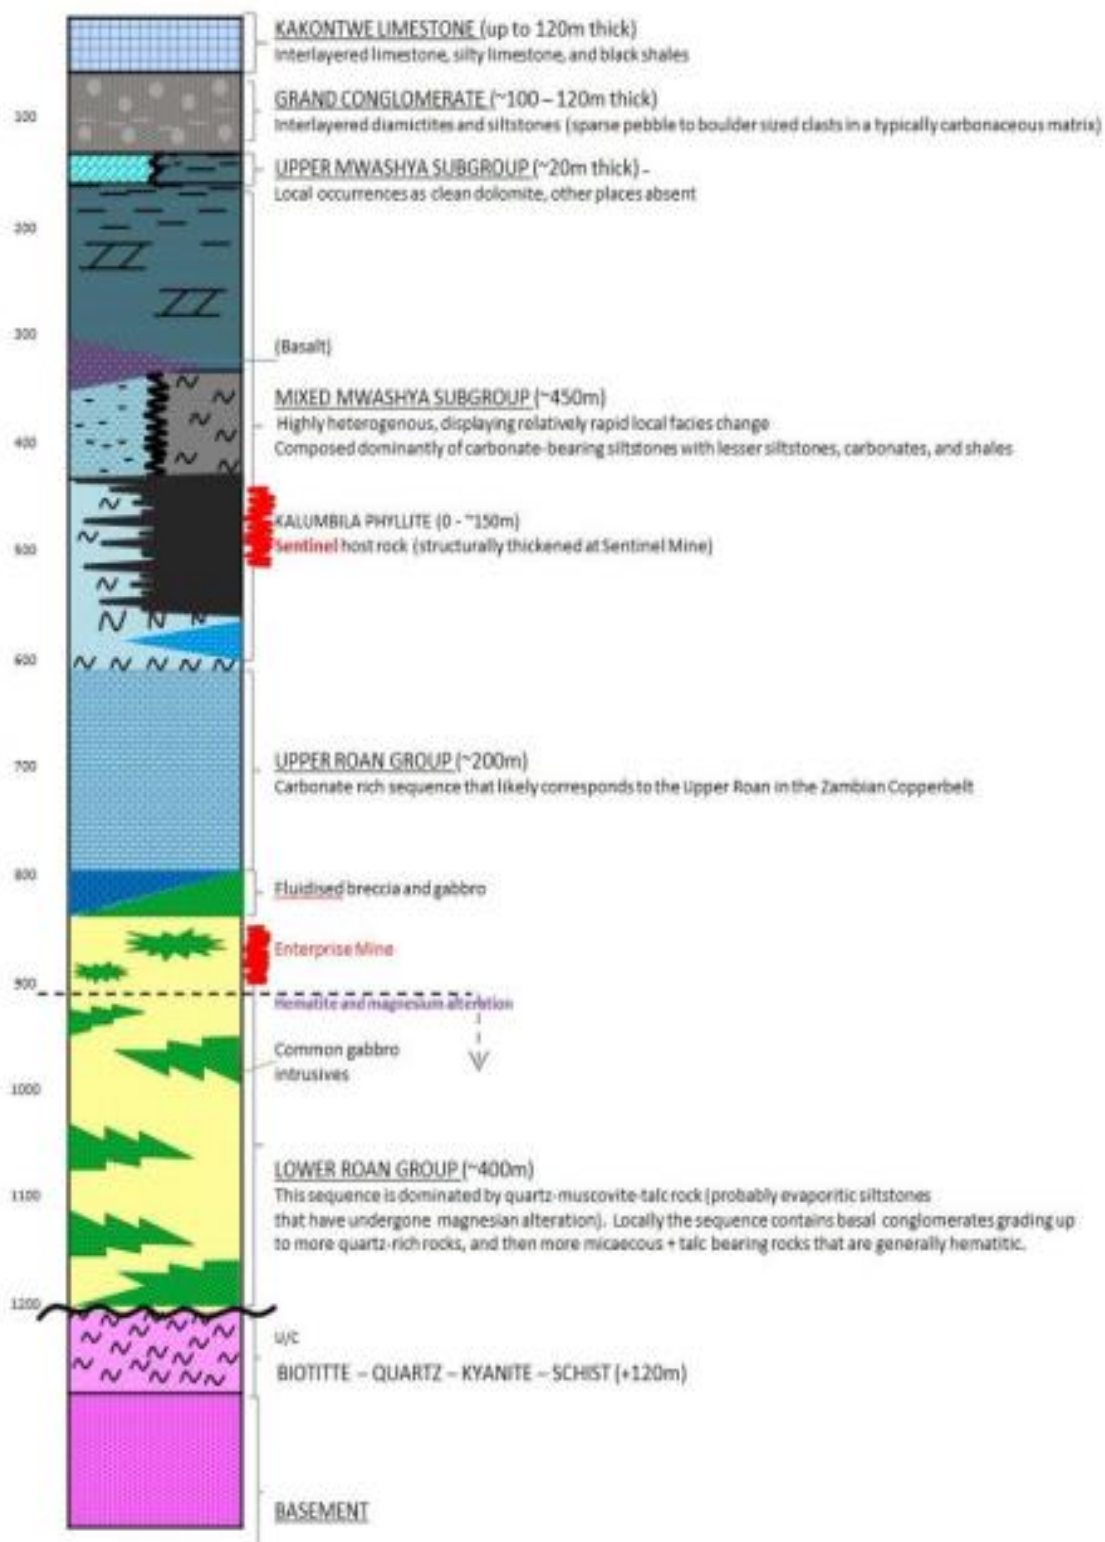 KAKONTWE LIMESTONE (up to 120m thick)
Interlayered limestone, silty limestone, and black shales
100
GRAND CONGLOMERATE (~100 – 120m thick)
Interlayered diamictites and siltstones (sparse pebble to boulder sized clasts in a typically carbonaceous matrix)
UPPER MWASHYA SUBGROUP (~20m thick) –
Local occurrences as clean dolomite, other places absent
200
300
(Basalt)
MIXED MWASHYA SUBGROUP (~450m)
Highly heterogenous, displaying relatively rapid local facies change
400
Composed dominantly of carbonate-bearing siltstones with lesser siltstones, carbonates, and shales
KALUMBILA PHYLLITE (0 - ~150m)
500
Sentinel host rock (structurally thickened at Sentinel Mine)
600
700
UPPER ROAN GROUP (~200m)
Carbonate rich sequence that likely corresponds to the Upper Roan in the Zambian Copperbelt
800
Fluidised breccia and gabbro
Enterprise Mine
900
Hematite and magnesium alteration
Common gabbro
intrusives
1000
LOWER ROAN GROUP (~400m)
1100
This sequence is dominated by quartz-muscovite-talc rock (probably evaporitic siltstones
that have undergone magnesian alteration). Locally the sequence contains basal conglomerates grading up
to more quartz-rich rocks, and then more micaecous + talc bearing rocks that are generally hematitic.
1200
u/c
BIOTITTE – QUARTZ – KYANITE – SCHIST (+120m)
BASEMENT